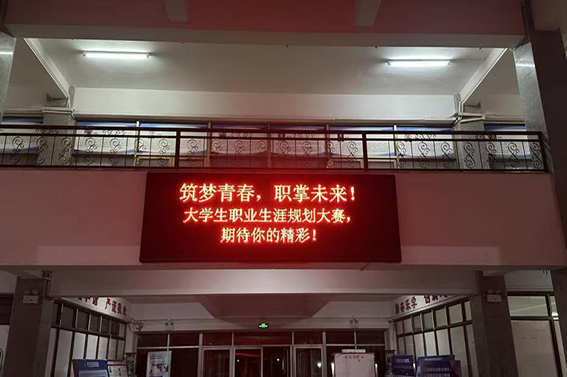 筑梦青春，职掌未来！
大学生职业生涯规划大赛，
期待你的精彩！